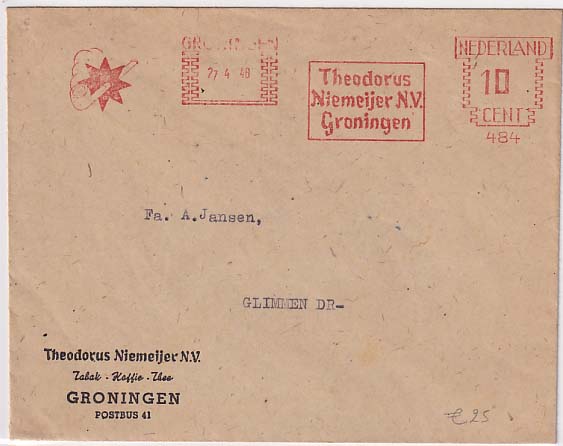 GRONINGEN
27 4 48
Theodorus
Niemeijer N.V.
Groningen
NEDERLAND
10
CENT
484
Fa. A.Jansen,
GLIMMEN DR-
Theodorus Niemeijer N.V.
Tabak - Koffie - Thee
GRONINGEN
POSTBUS 41
€ 25